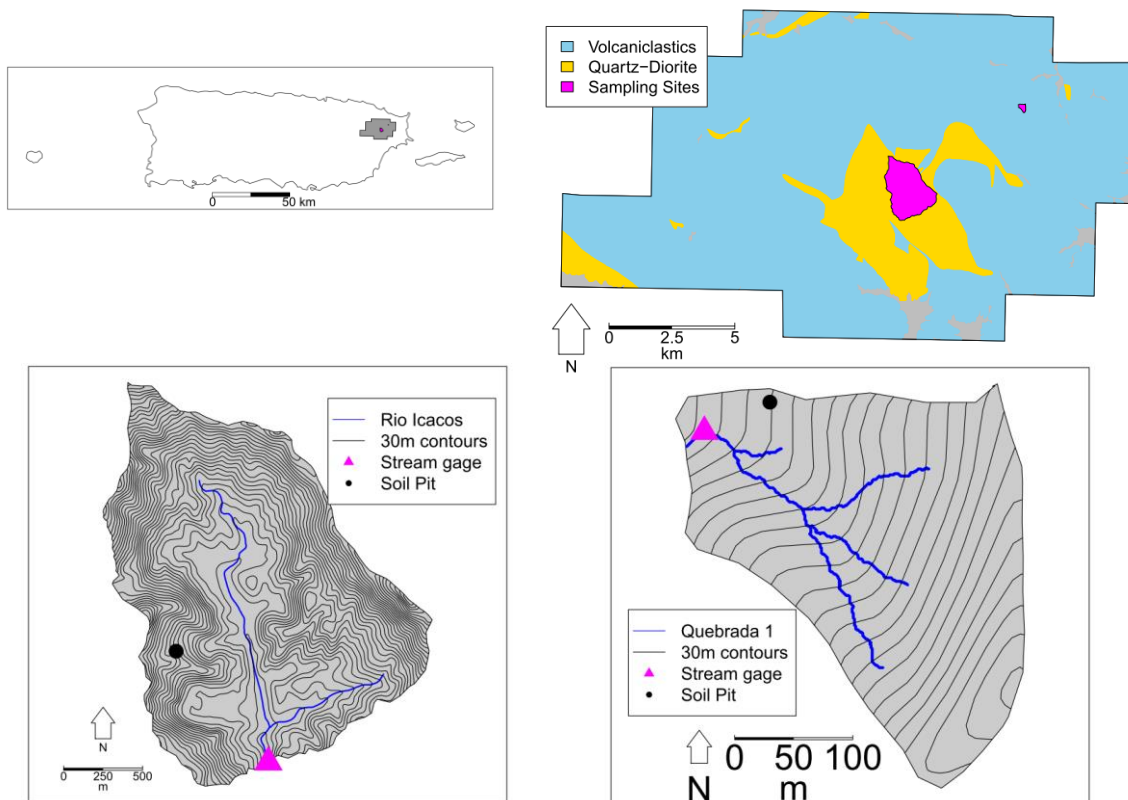 0 50 km
Volcaniclastics
Quartz−Diorite
Sampling Sites
N
0 2.5 5
km
Rio Icacos
30m contours
Stream gage
Soil Pit
N
0 250 500
m
Quebrada 1
30m contours
Stream gage
Soil Pit
N
0 50 100
m